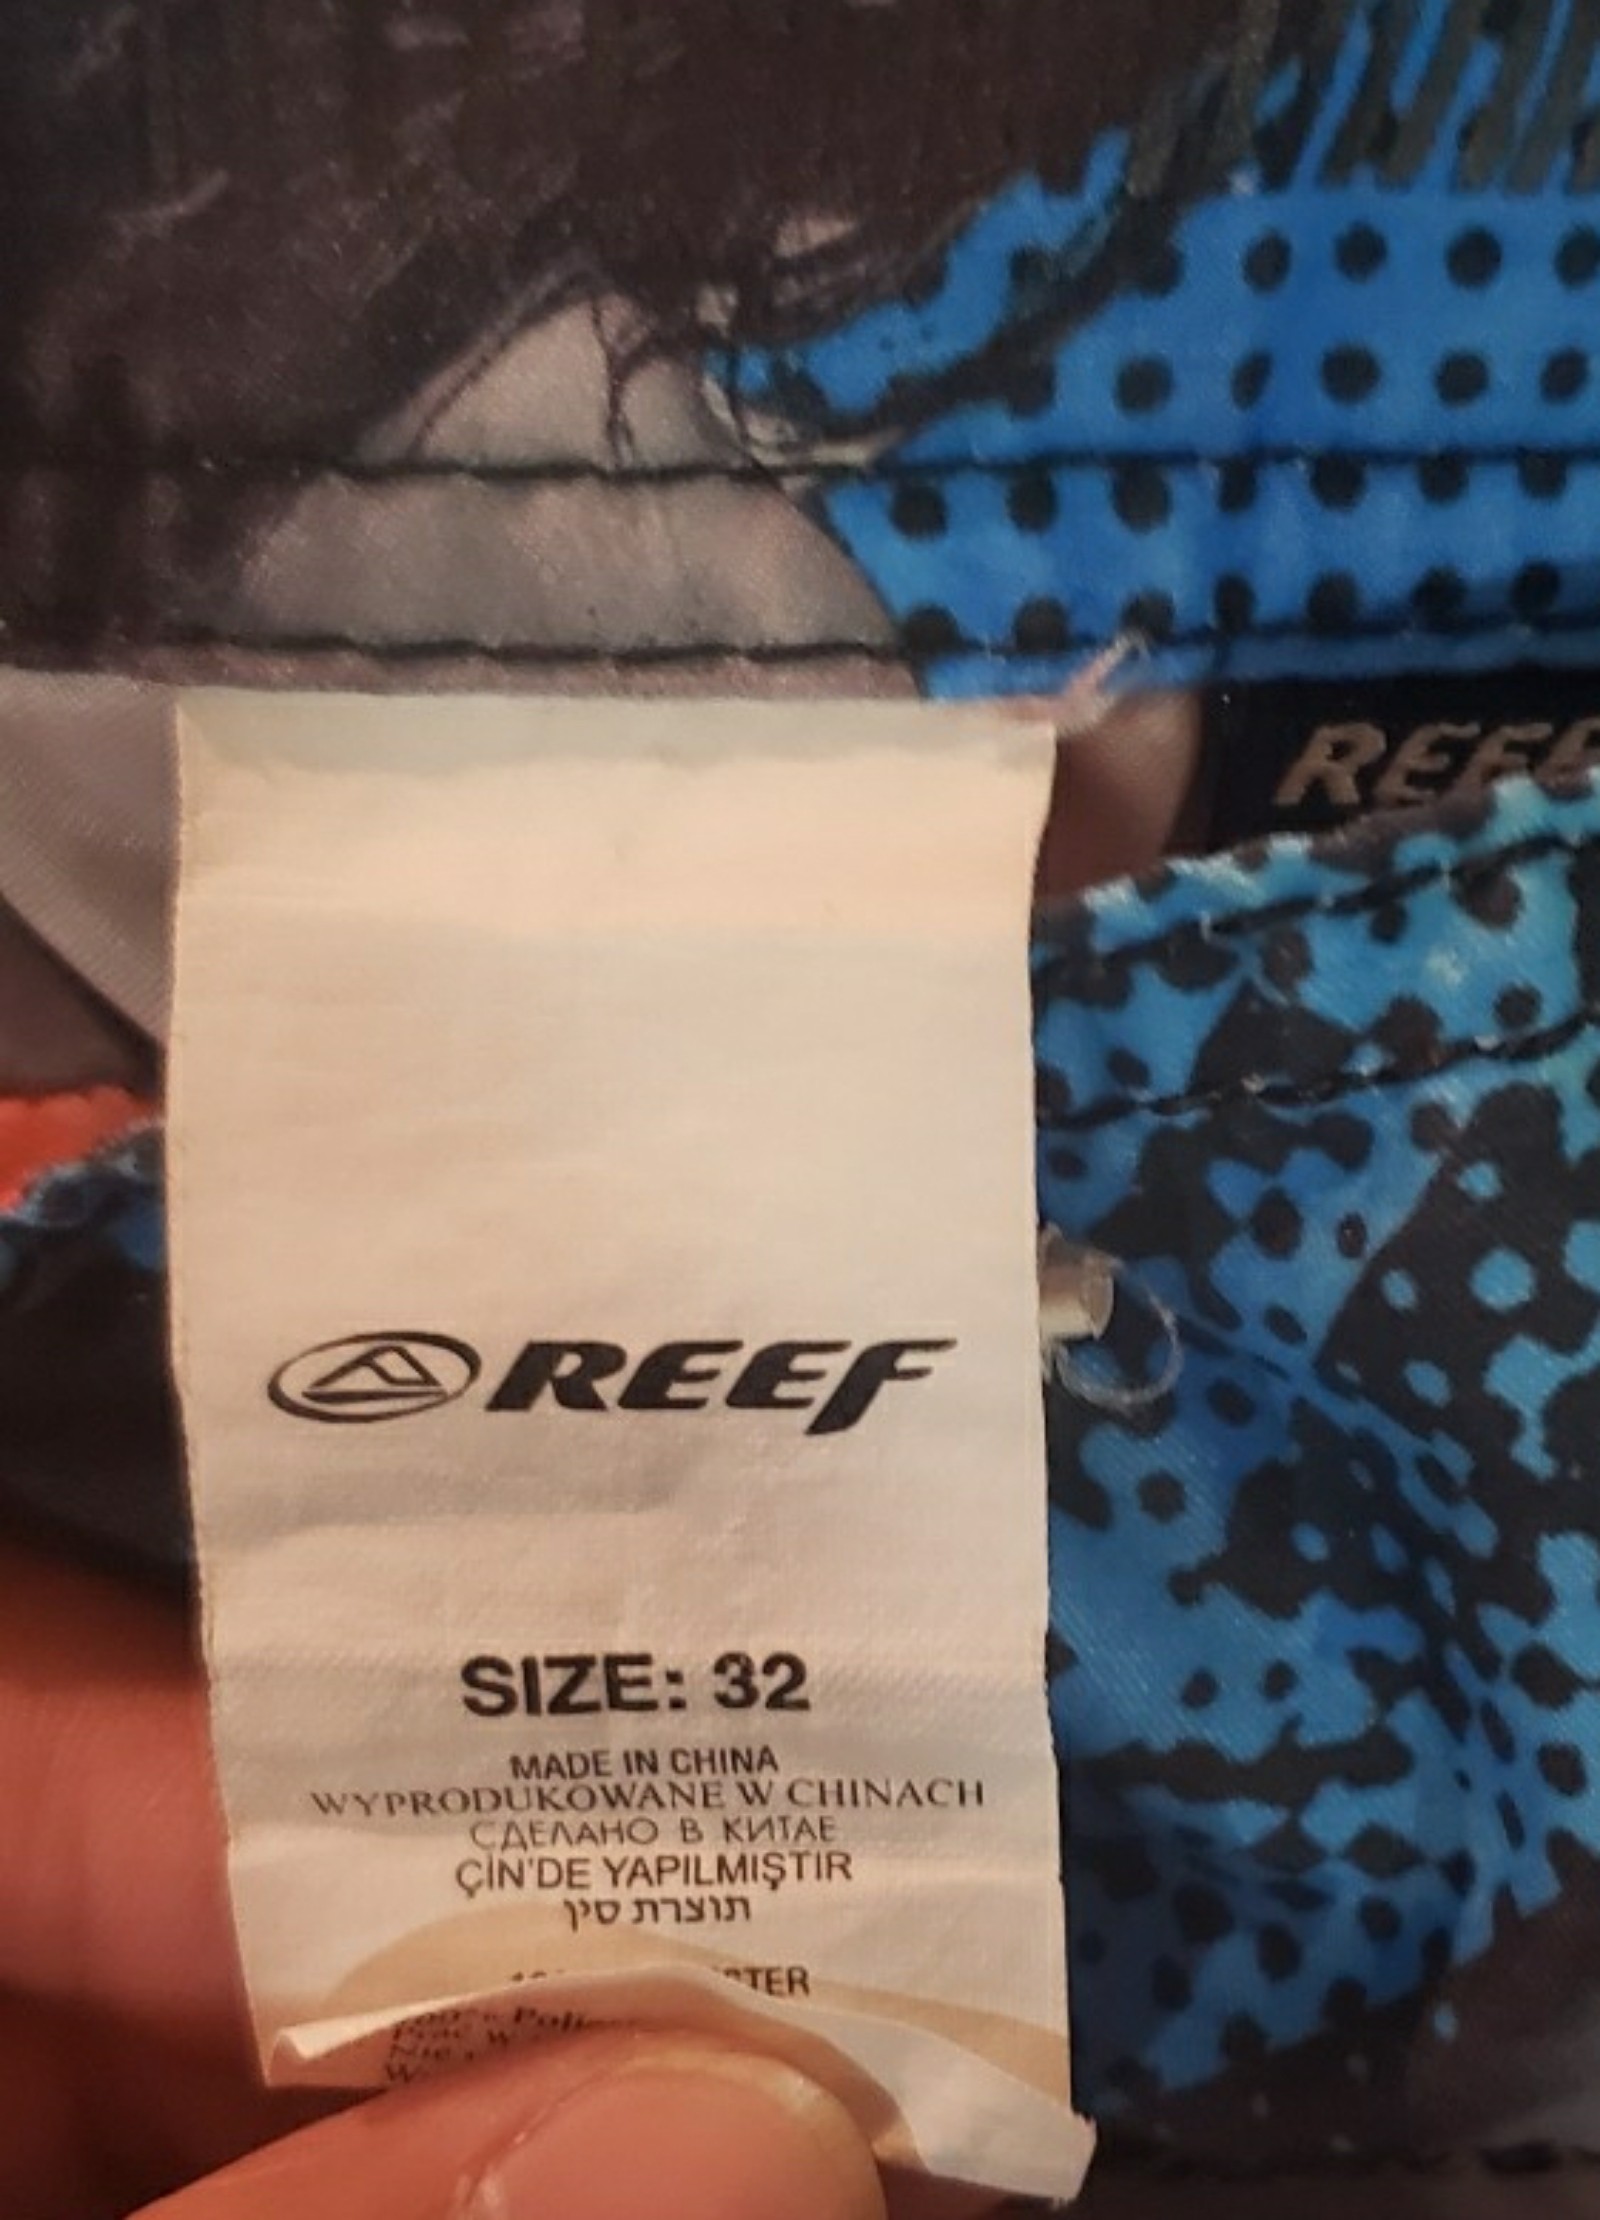 REEF
REEF
SIZE: 32
MADE IN CHINA
WYPRODUKOWANE W CHINACH
СДЕЛАНО В КИТАЕ
ÇİN'DE YAPILMIŞTIR
תוצרת סין